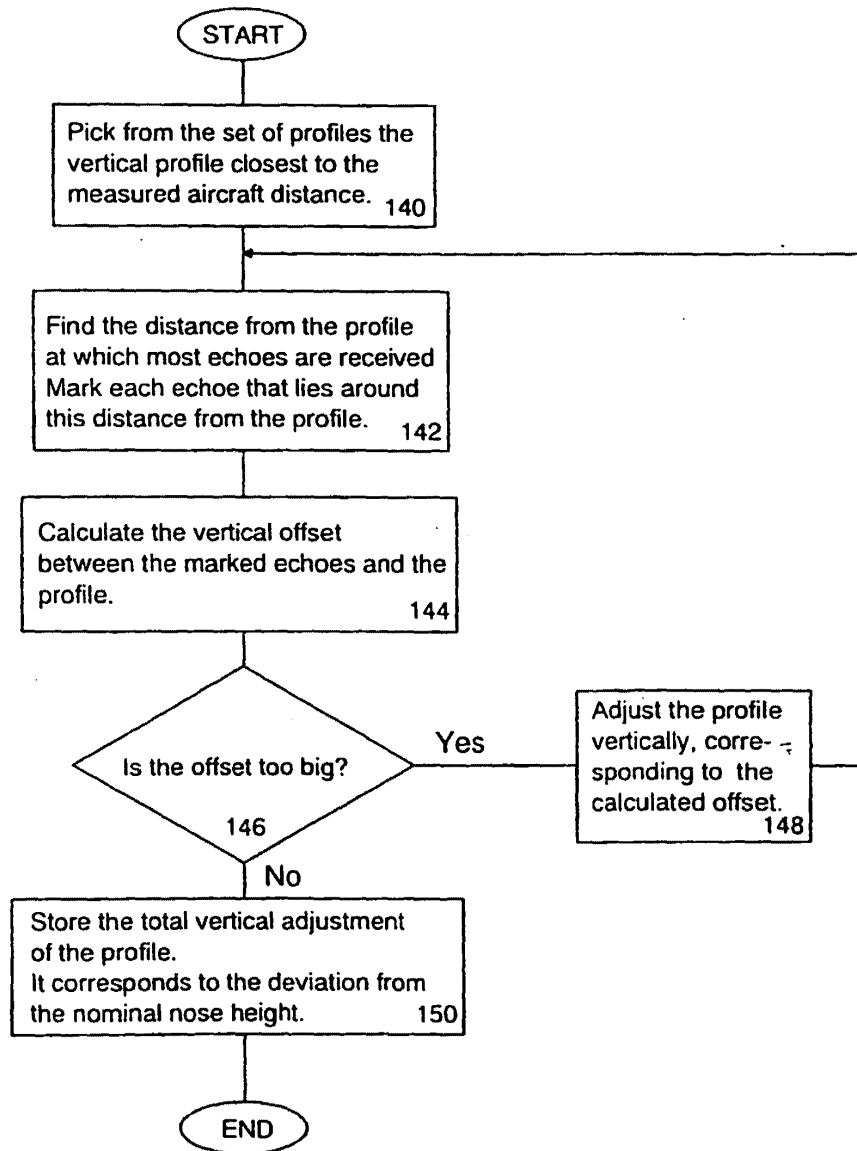 START
Pick from the set of profiles the
vertical profile closest to the
measured aircraft distance.
140
Find the distance from the profile
at which most echoes are received
Mark each echoe that lies around
this distance from the profile.
142
Calculate the vertical offset
between the marked echoes and the
profile.
144
Is the offset too big?
146
Yes
Adjust the profile
vertically, corre-
sponding to the
calculated offset.
148
No
Store the total vertical adjustment
of the profile.
It corresponds to the deviation from
the nominal nose height.
150
END